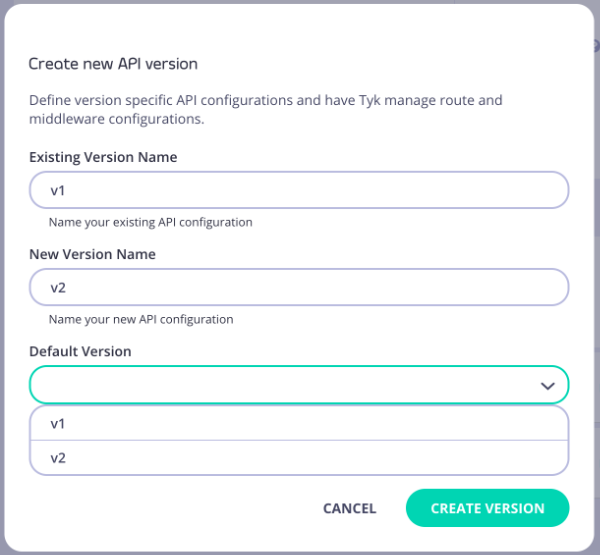 Create new API version
Define version specific API configurations and have Tyk manage route and
middleware configurations.
Existing Version Name
v1
Name your existing API configuration
New Version Name
v2
Name your new API configuration
Default Version
v1
v2
CANCEL
CREATE VERSION